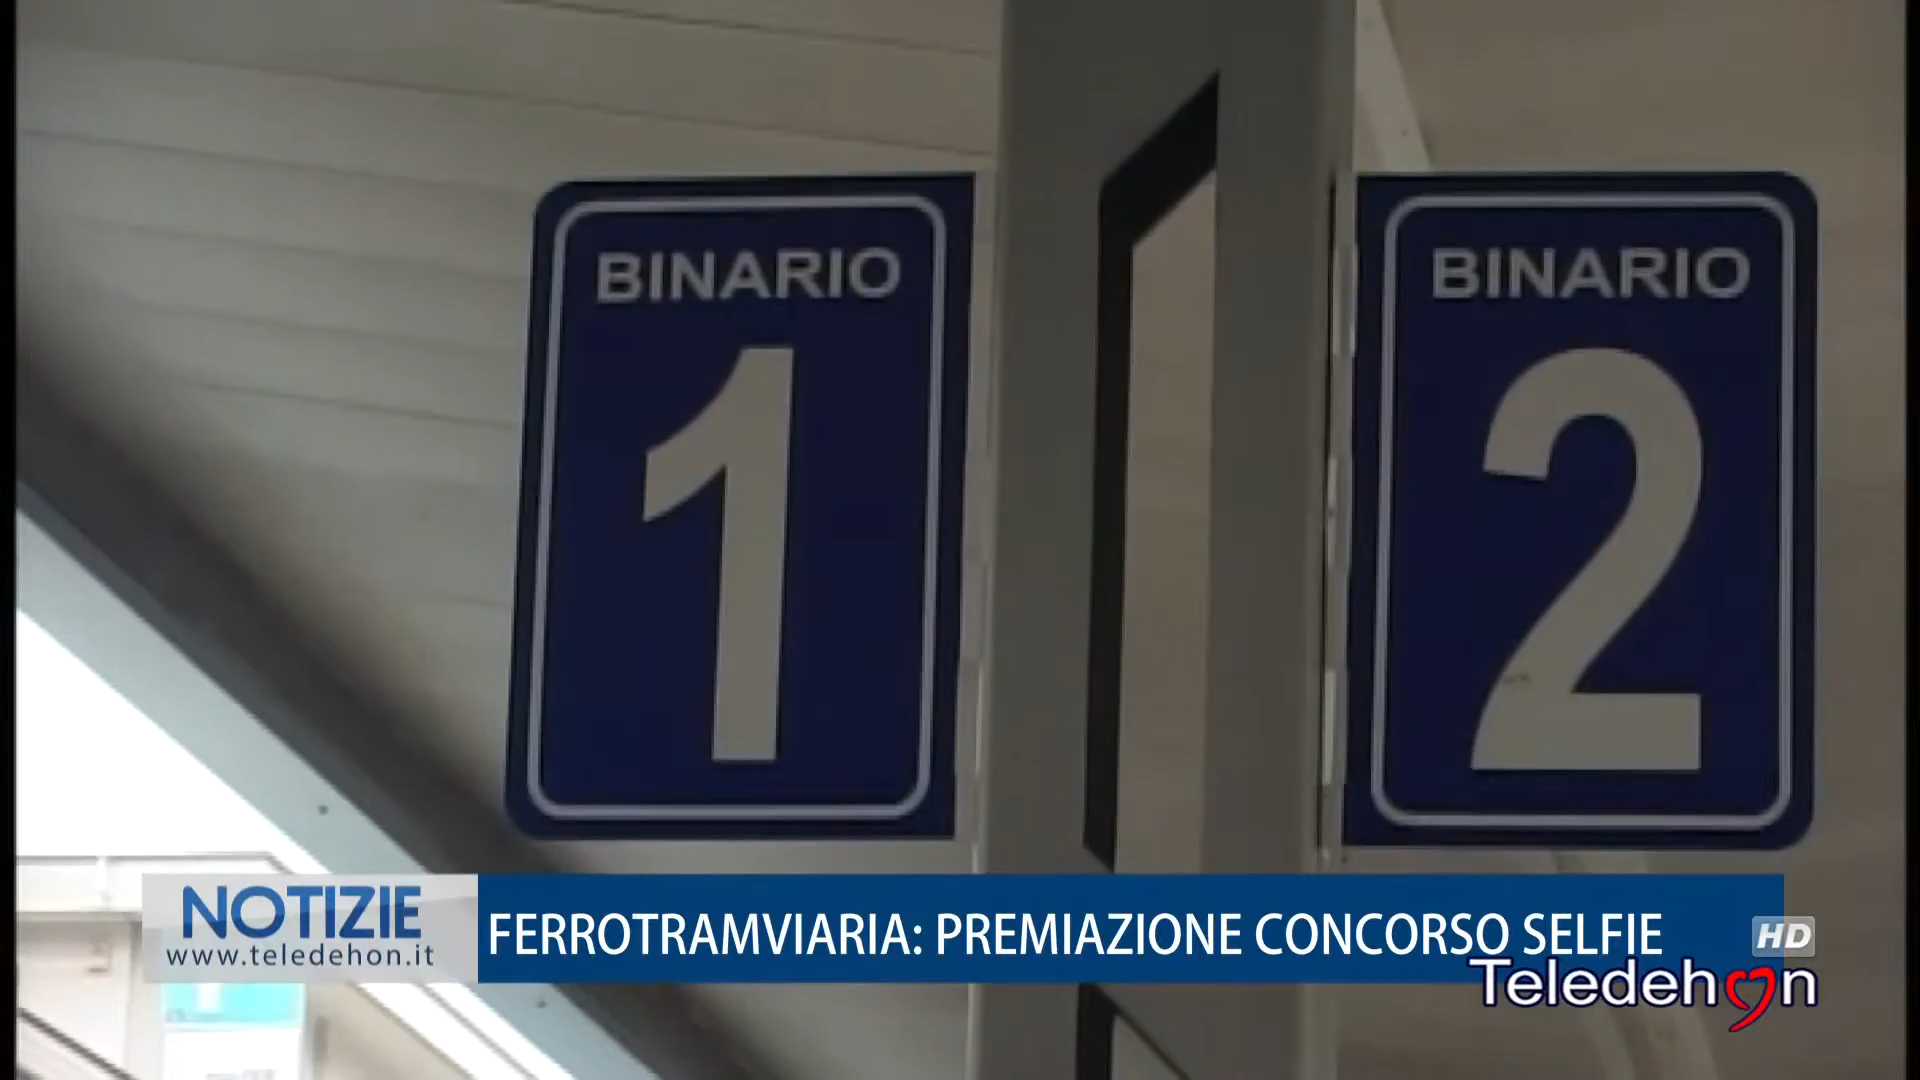 BINARIO
1
BINARIO
2
NOTIZIE
www.teledehon.it
FERROTRAMVIARIA: PREMIAZIONE CONCORSO SELFIE
HD
Teledehon